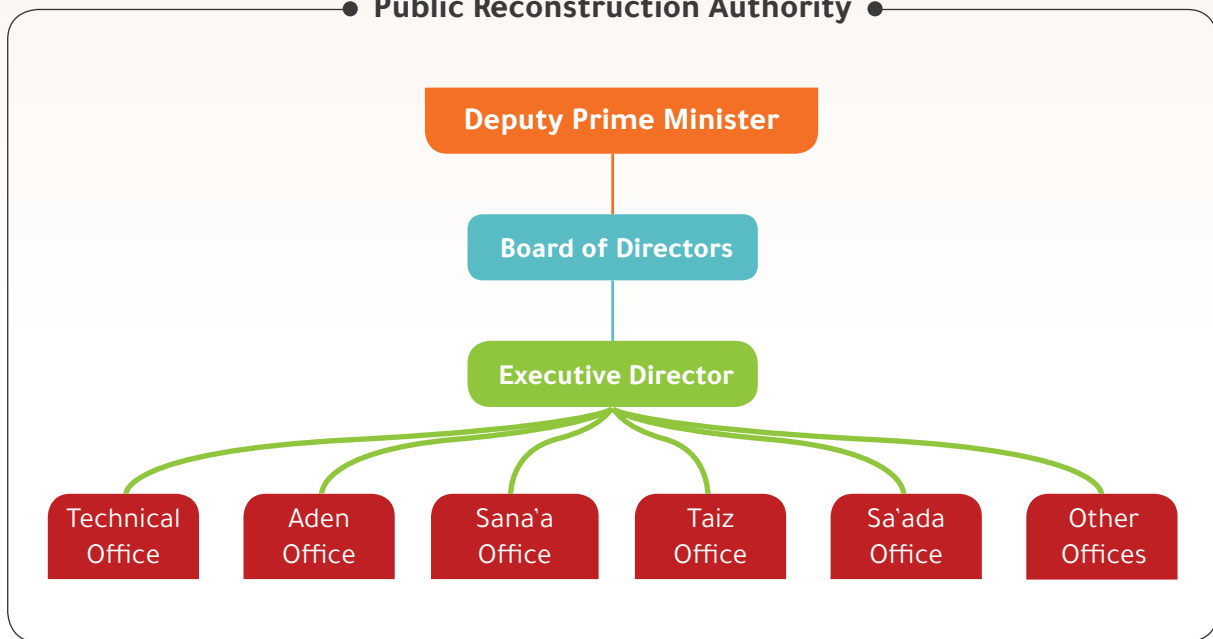 Public Reconstruction Authority
Deputy Prime Minister
Board of Directors
Executive Director
Technical
Office
Aden
Office
Sana'a
Office
Taiz
Office
Sa'ada
Office
Other
Offices